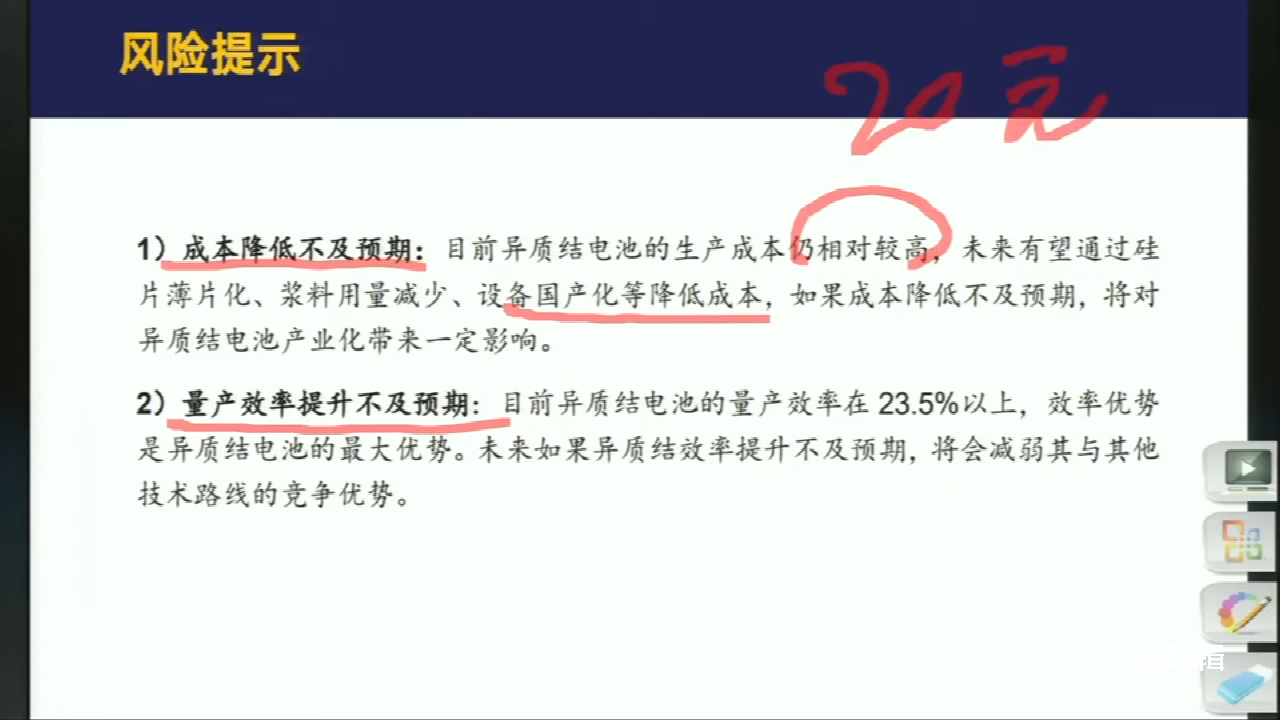 风险提示
20元
1）成本降低不及预期：目前异质结电池的生产成本仍相对较高，未来有望通过硅
片薄片化、浆料用量减少、设备国产化等降低成本，如果成本降低不及预期，将对
异质结电池产业化带来一定影响。
2）量产效率提升不及预期：目前异质结电池的量产效率在 23.5%以上，效率优势
是异质结电池的最大优势。未来如果异质结效率提升不及预期，将会减弱其与其他
技术路线的竞争优势。